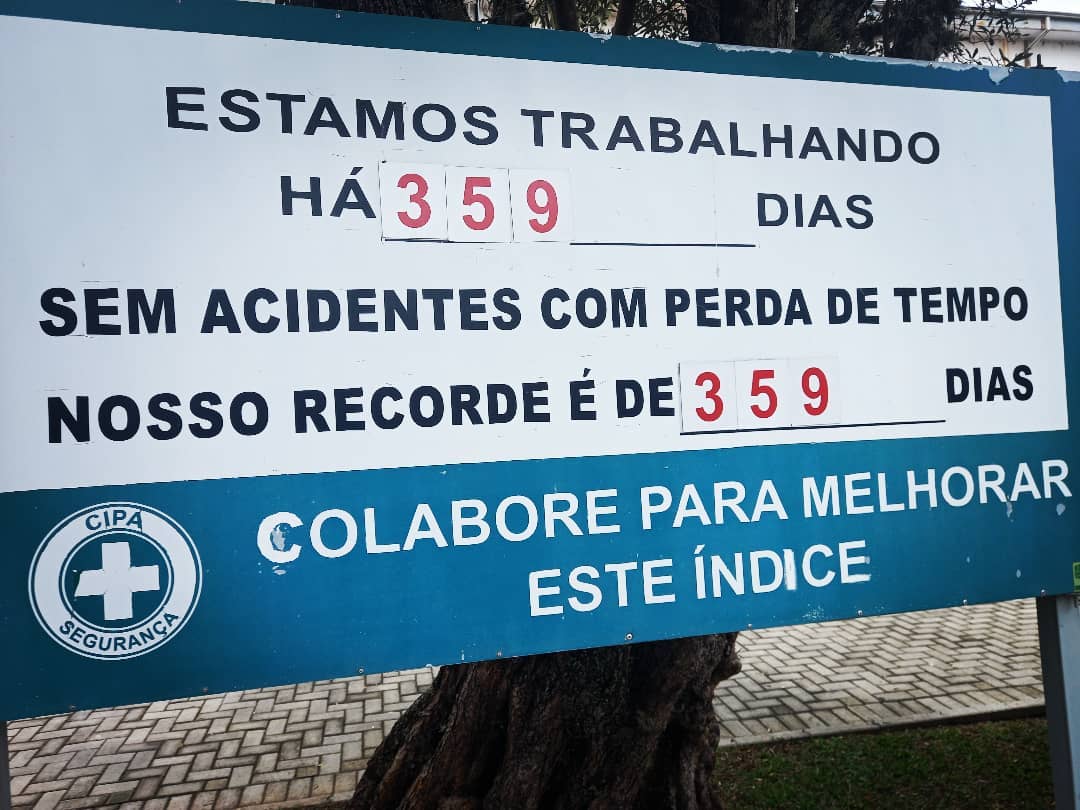 ESTAMOS TRABALHANDO
HÁ 359 DIAS
SEM ACIDENTES COM PERDA DE TEMPO
NOSSO RECORDE É DE 359 DIAS
CIPA
SEGURANÇA
COLABORE PARA MELHORAR
ESTE ÍNDICE